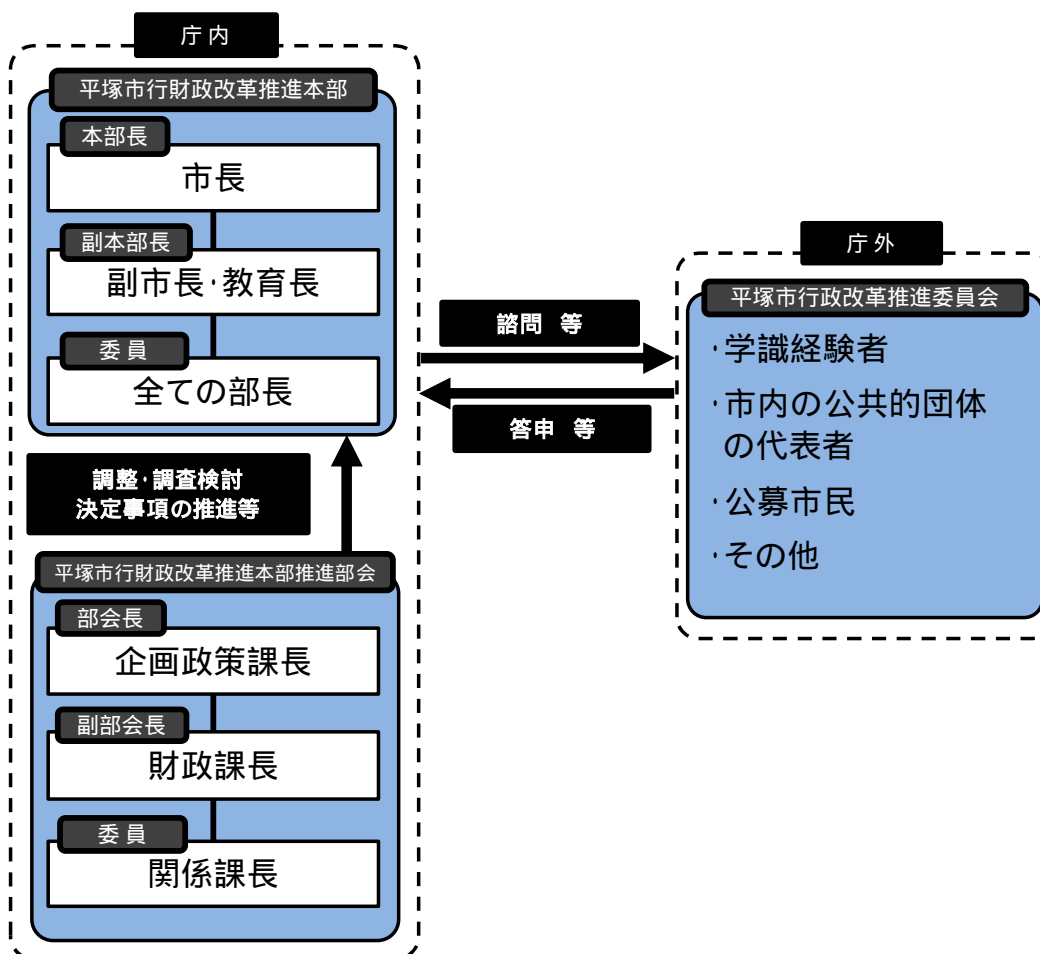 庁内
平塚市行財政改革推進本部
本部長
市長
副本部長
副市長・教育長
委員
全ての部長
調整・調査検討
決定事項の推進等
平塚市行財政改革推進本部推進部会
部会長
企画政策課長
副部会長
財政課長
委員
関係課長
諮問 等
答申 等
庁外
平塚市行政改革推進委員会
・学識経験者
・市内の公共的団体
の代表者
・公募市民
・その他